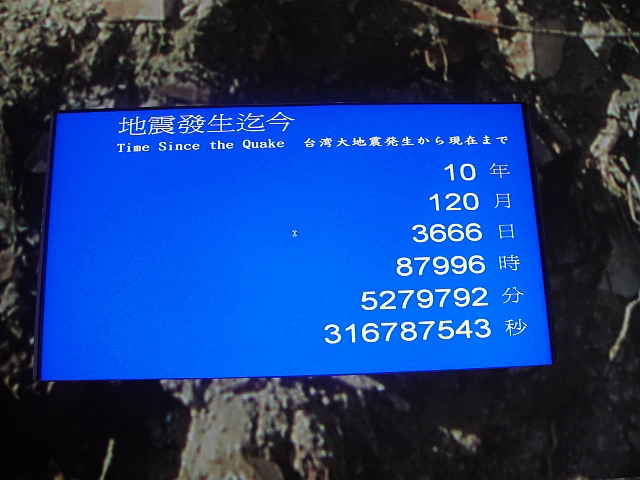 地震發生迄今
Time Since the Quake 台湾大地震発生から現在まで
10 年
120 月
3666 日
87996 時
5279792 分
316787543 秒